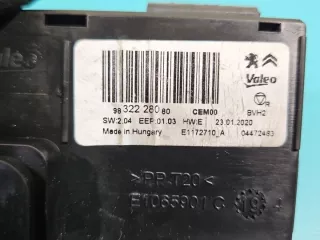 Valeo
Valeo
98 322 280 80 CEM00 BVH2
SW:2.04 EEP.:01.03 HW:E 23.01.2020
Made in Hungary E1172710_A 04472483
>PP-T20<
E1065901 C